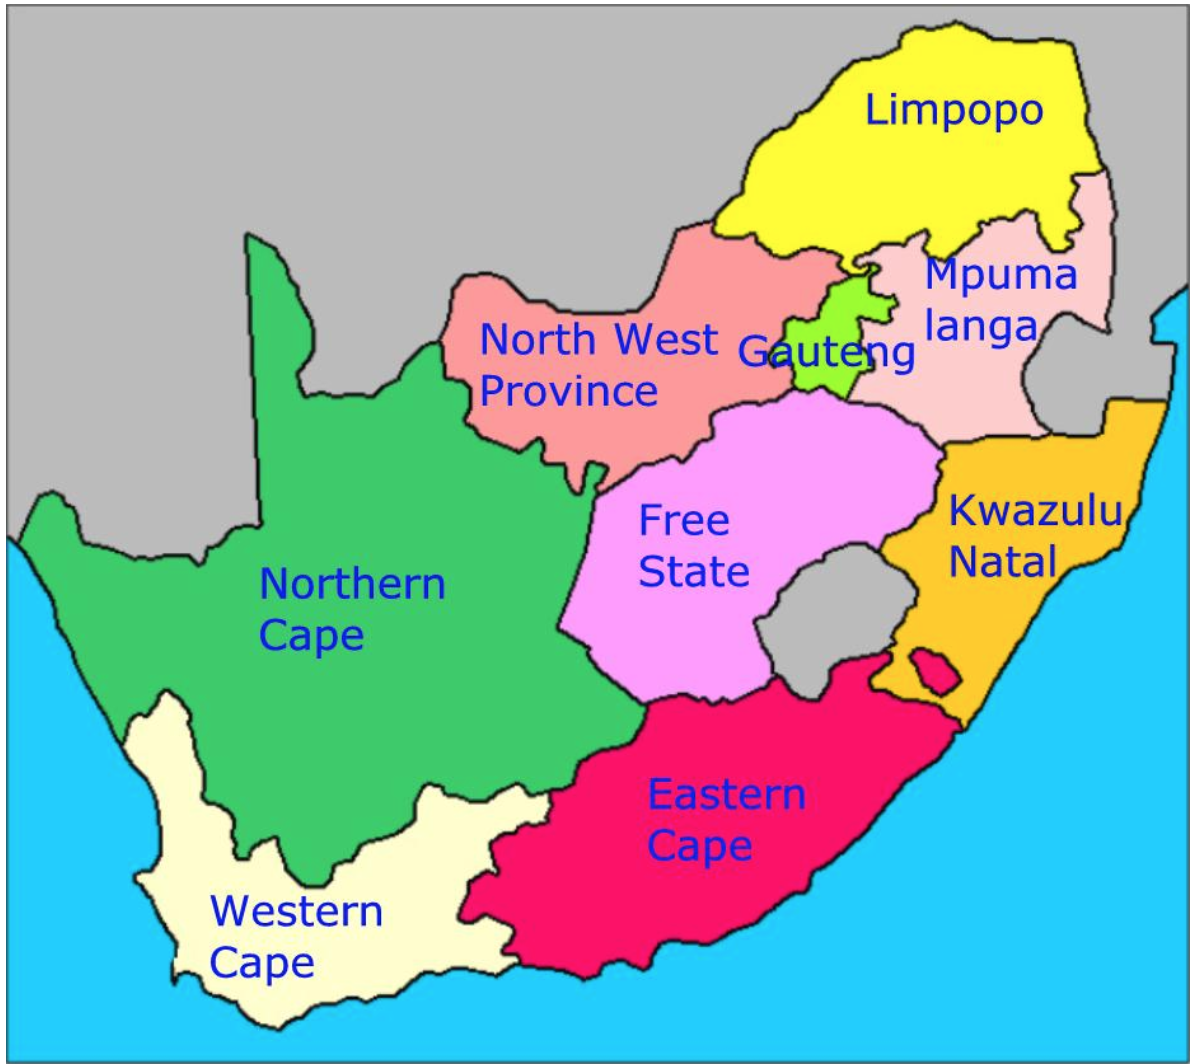 Limpopo
Mpuma
langa
North West
Province
Gauteng
Free
State
Kwazulu
Natal
Northern
Cape
Eastern
Cape
Western
Cape